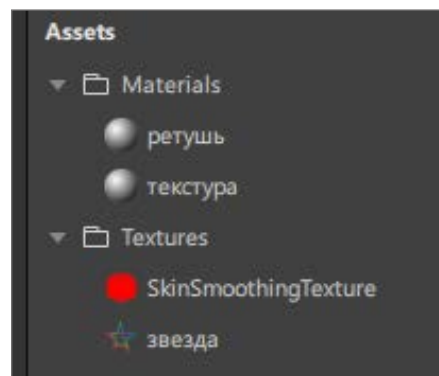 Assets
Materials
ретушь
текстура
Textures
SkinSmoothingTexture
звезда